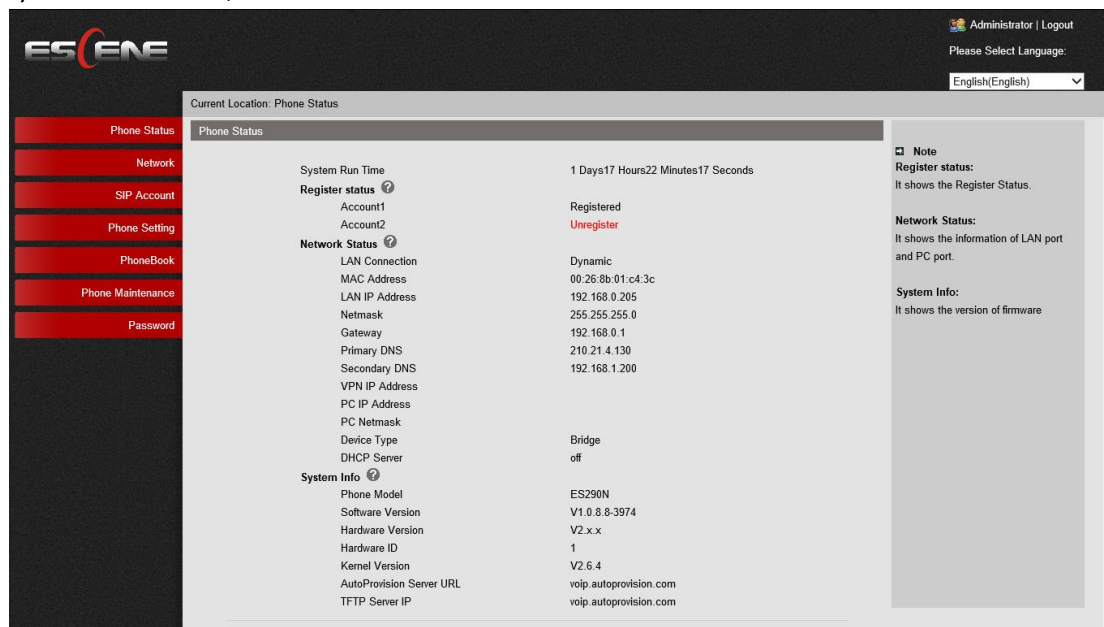 ESCENE
Administrator | Logout
Please Select Language:
English(English)
Current Location: Phone Status
Phone Status
Network
SIP Account
Phone Setting
PhoneBook
Phone Maintenance
Password
Phone Status
System Run Time 1 Days17 Hours22 Minutes17 Seconds
Register status
Account1 Registered
Account2 Unregister
Network Status
LAN Connection Dynamic
MAC Address 00:26:8b:01:c4:3c
LAN IP Address 192.168.0.205
Netmask 255.255.255.0
Gateway 192.168.0.1
Primary DNS 210.21.4.130
Secondary DNS 192.168.1.200
VPN IP Address
PC IP Address
PC Netmask
Device Type Bridge
DHCP Server off
System Info
Phone Model ES290N
Software Version V1.0.8.8-3974
Hardware Version V2.x.x
Hardware ID 1
Kernel Version V2.6.4
AutoProvision Server URL voip.autoprovision.com
TFTP Server IP voip.autoprovision.com
Note
Register status:
It shows the Register Status.
Network Status:
It shows the information of LAN port
and PC port.
System Info:
It shows the version of firmware